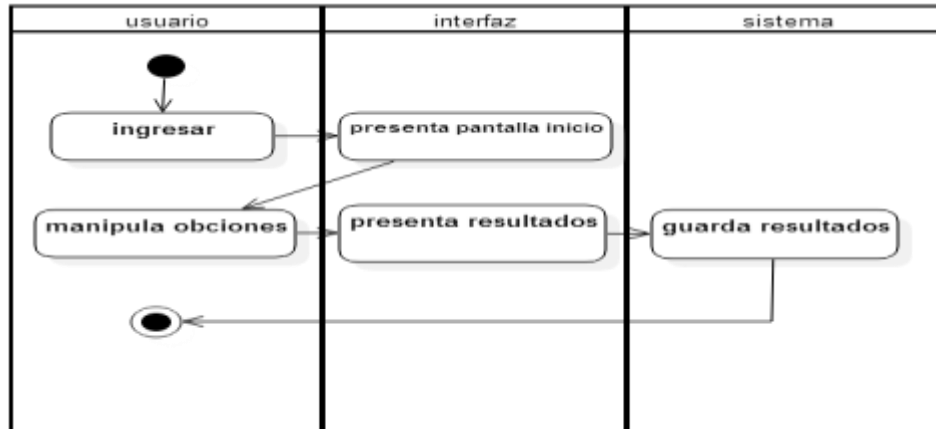 usuario
interfaz
sistema
ingresar
presenta pantalla inicio
manipula obciones
presenta resultados
guarda resultados